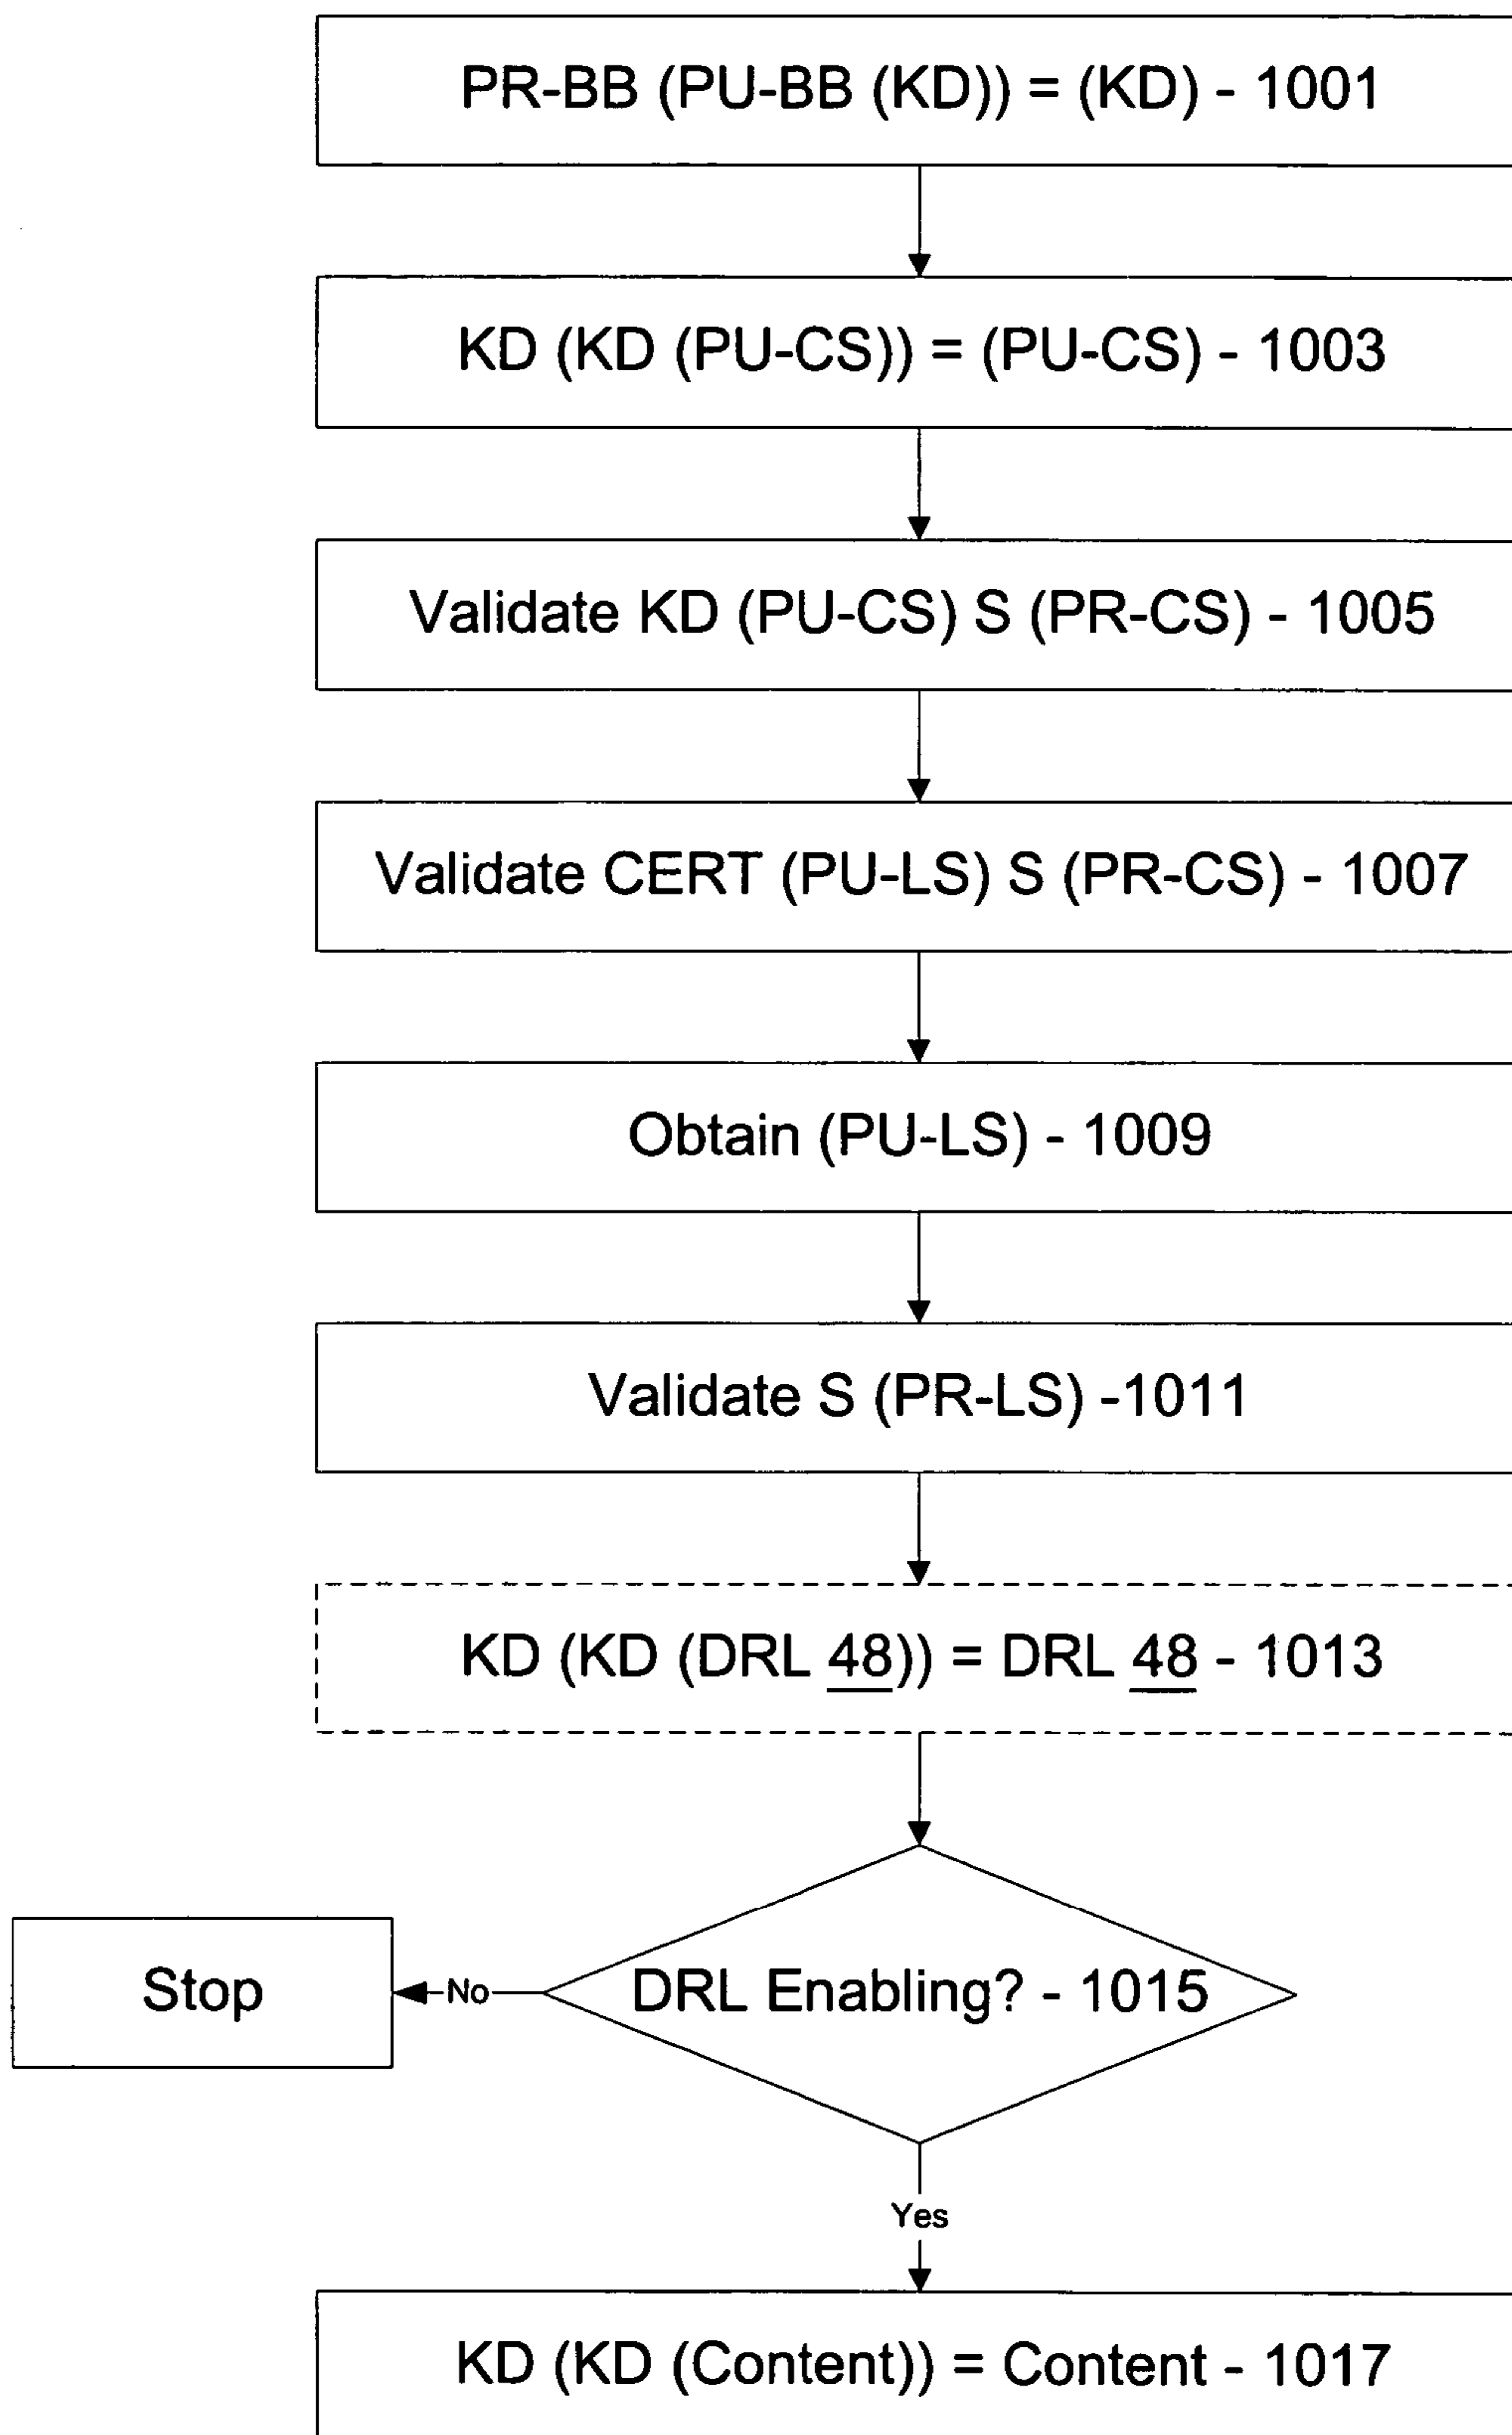 PR-BB (PU-BB (KD)) = (KD) - 1001
KD (KD (PU-CS)) = (PU-CS) - 1003
Validate KD (PU-CS) S (PR-CS) - 1005
Validate CERT (PU-LS) S (PR-CS) - 1007
Obtain (PU-LS) - 1009
Validate S (PR-LS) -1011
KD (KD (DRL 48)) = DRL 48 - 1013
DRL Enabling? - 1015
No
Stop
Yes
KD (KD (Content)) = Content - 1017